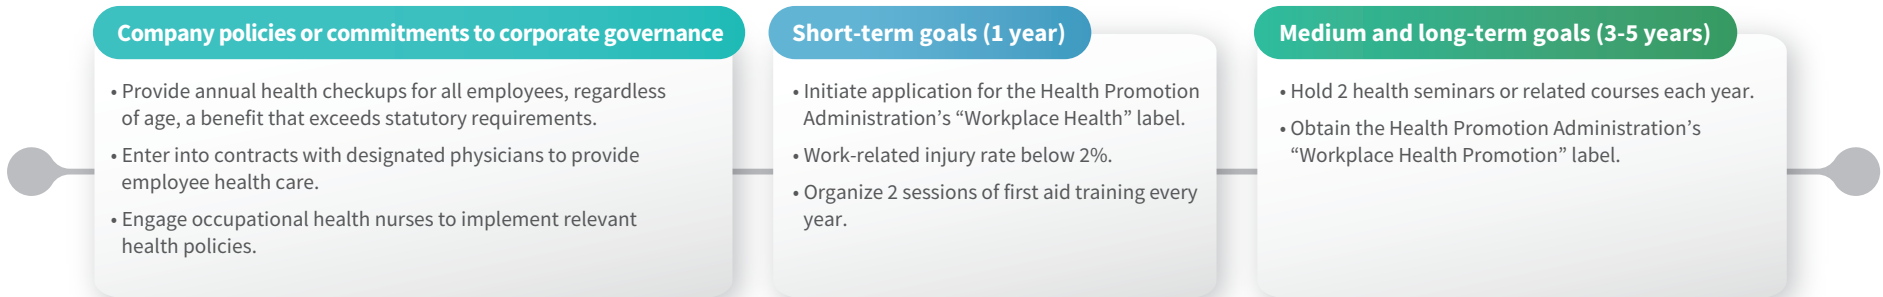 Company policies or commitments to corporate governance
• Provide annual health checkups for all employees, regardless
of age, a benefit that exceeds statutory requirements.
• Enter into contracts with designated physicians to provide
employee health care.
• Engage occupational health nurses to implement relevant
health policies.
Short-term goals (1 year)
• Initiate application for the Health Promotion
Administration’s “Workplace Health” label.
• Work-related injury rate below 2%.
• Organize 2 sessions of first aid training every
year.
Medium and long-term goals (3-5 years)
• Hold 2 health seminars or related courses each year.
• Obtain the Health Promotion Administration’s
“Workplace Health Promotion” label.